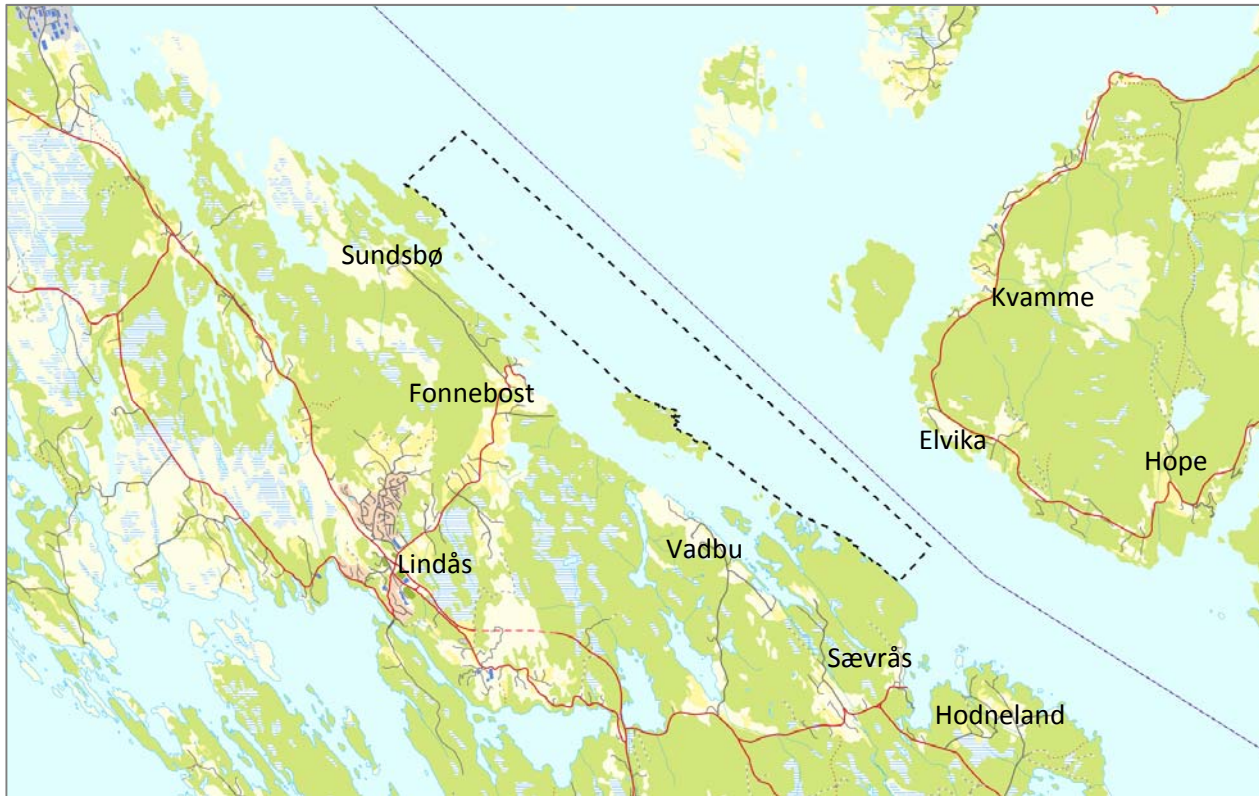 Sundsbø
Kvamme
Fonnebost
Elvika
Hope
Vadbu
Lindås
Sævrås
Hodneland